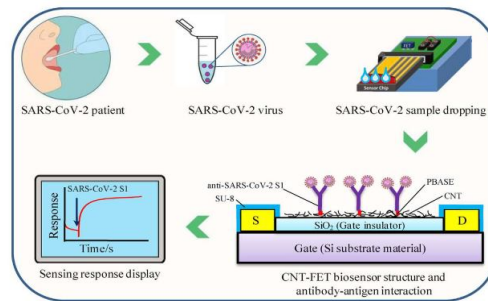 SARS-CoV-2 patient
SARS-CoV-2 virus
Sensor Chip
SARS-CoV-2 sample dropping
SARS-CoV-2 S1
Response
Time/s
Sensing response display
anti-SARS-CoV-2 S1
SU-8
PBASE
CNT
S
SiO₂ (Gate insulator)
D
Gate (Si substrate material)
CNT-FET biosensor structure and
antibody-antigen interaction